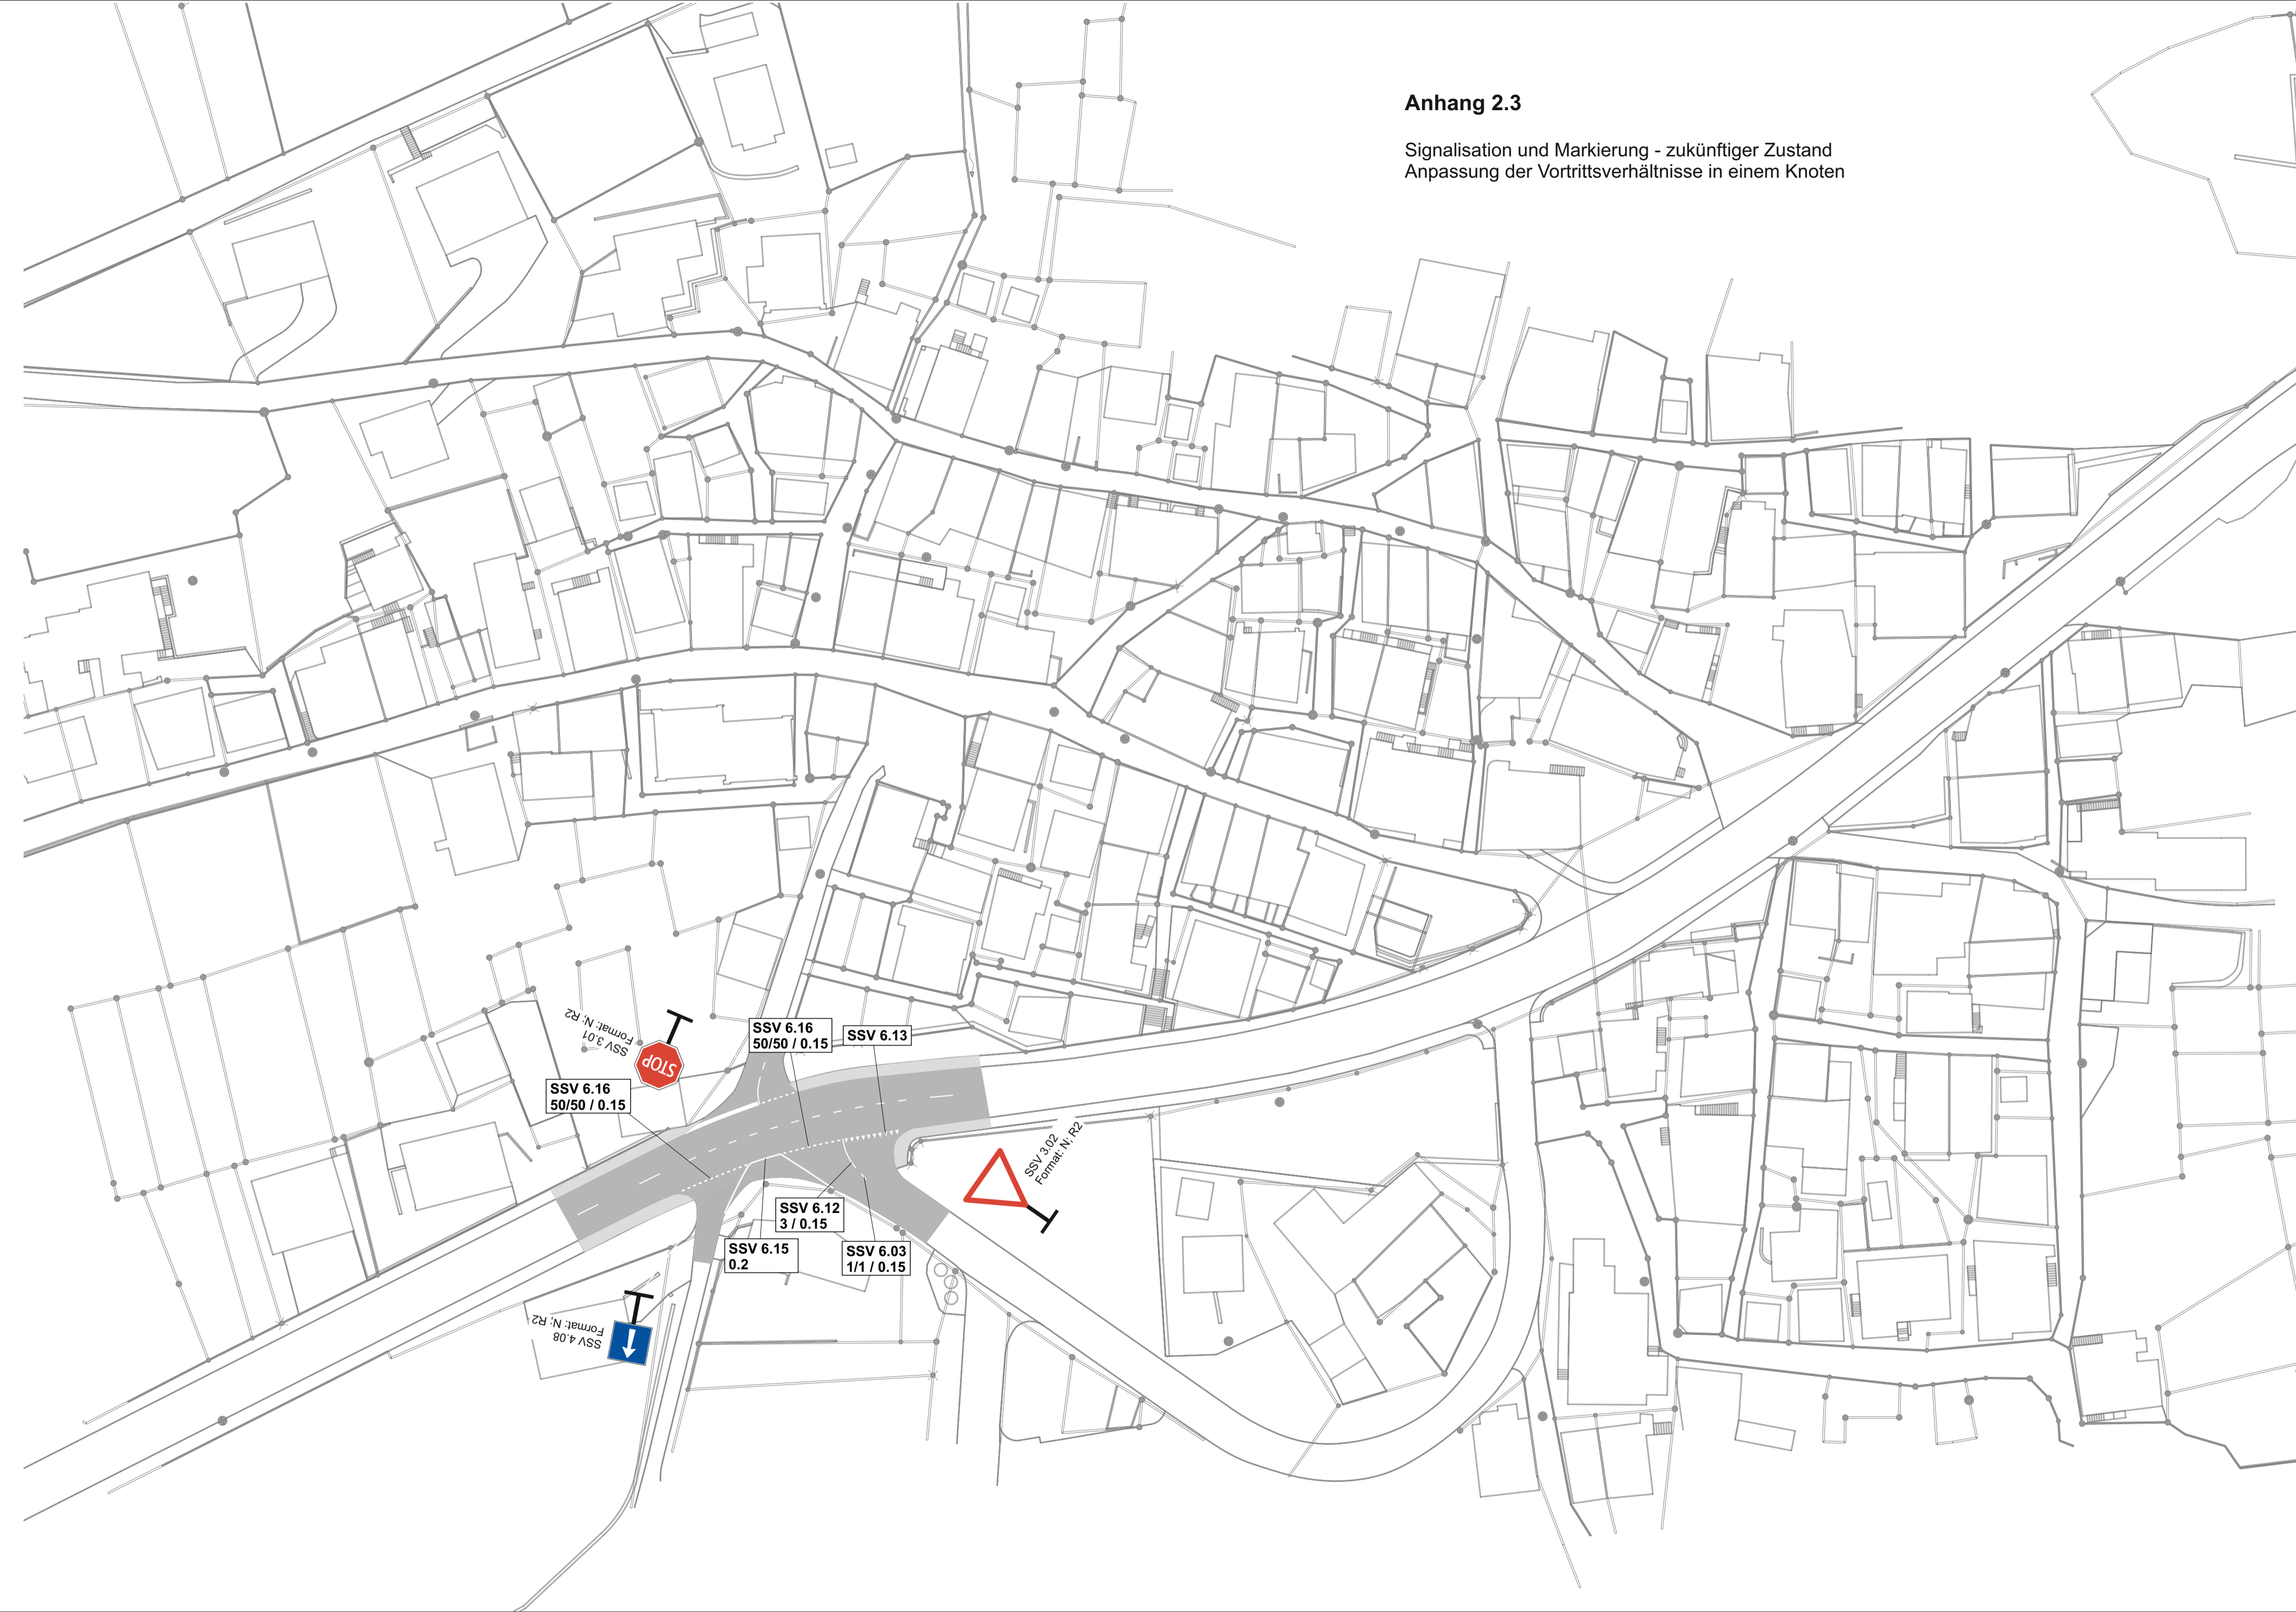 Anhang 2.3
Signalisation und Markierung - zukünftiger Zustand
Anpassung der Vortrittsverhältnisse in einem Knoten
SSV 3.01
Format: N; R2
STOP
SSV 6.16
50/50 / 0.15
SSV 6.13
SSV 6.16
50/50 / 0.15
SSV 3.02
Format: N; R2
SSV 6.12
3 / 0.15
SSV 6.15
0.2
SSV 6.03
1/1 / 0.15
SSV 4.08
Format: N; R2